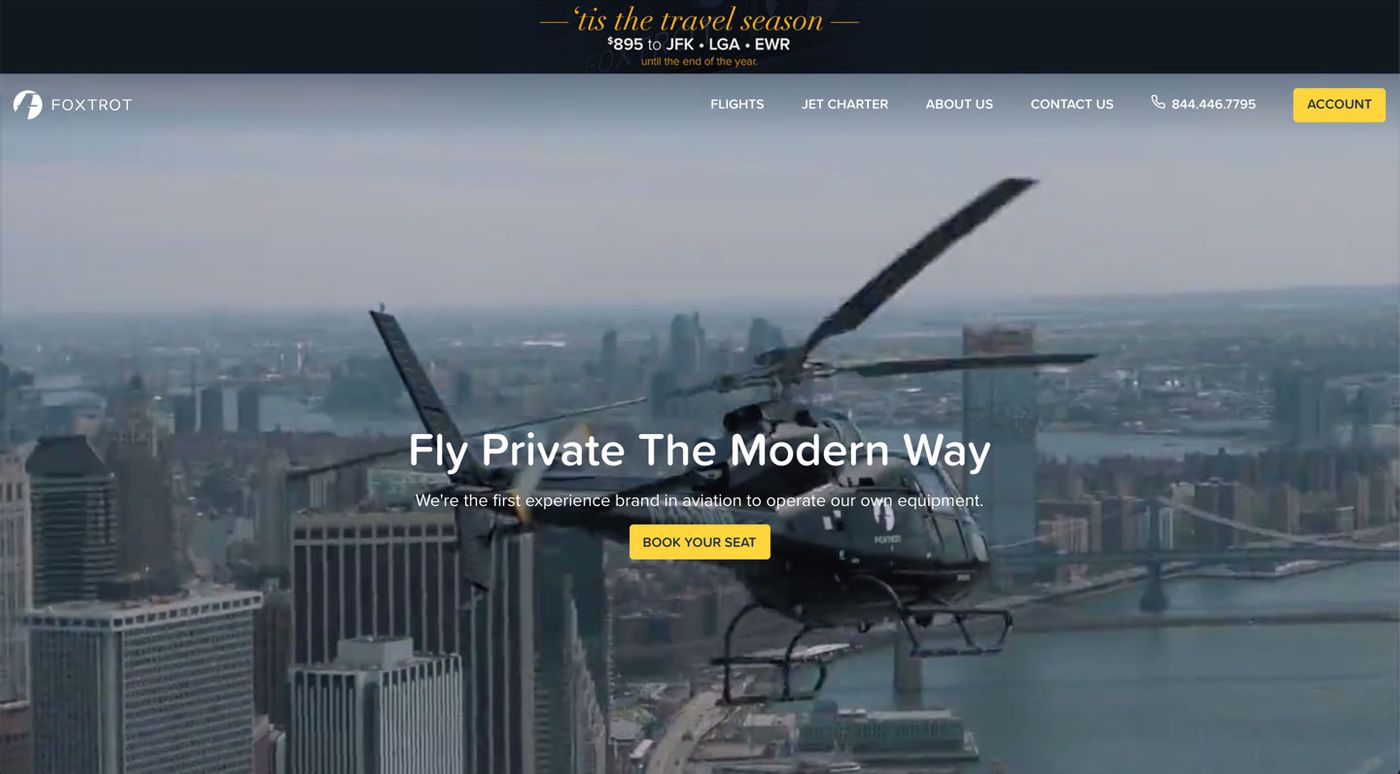 ‘tis the travel season
$895 to JFK • LGA • EWR
until the end of the year.
FOXTROT
FLIGHTS
JET CHARTER
ABOUT US
CONTACT US
844.446.7795
ACCOUNT
Fly Private The Modern Way
We're the first experience brand in aviation to operate our own equipment.
BOOK YOUR SEAT
FOXTROT